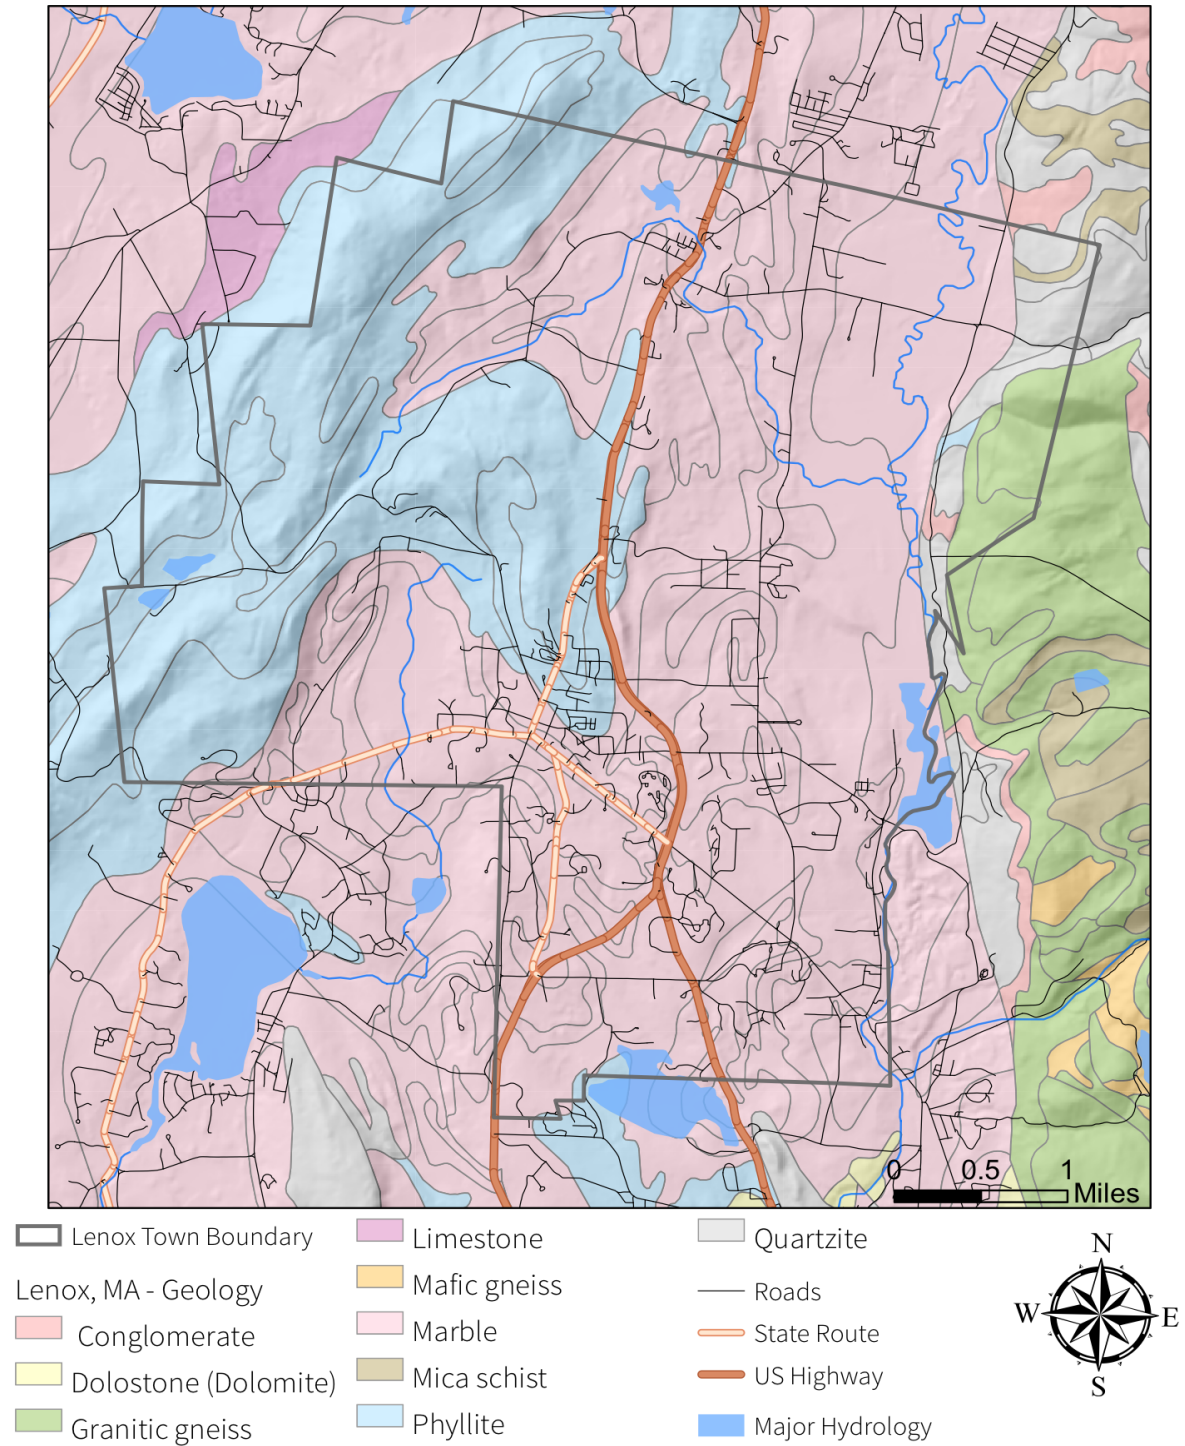 0 0.5 1
Miles
Lenox Town Boundary
Lenox, MA - Geology
Conglomerate
Dolostone (Dolomite)
Granitic gneiss
Limestone
Mafic gneiss
Marble
Mica schist
Phyllite
Quartzite
Roads
State Route
US Highway
Major Hydrology
N
W E
S